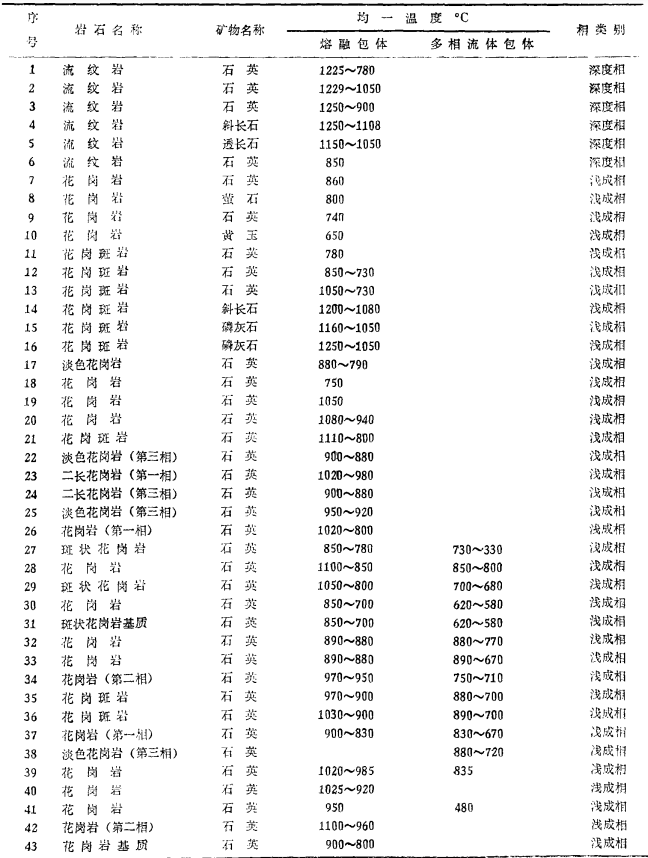 序号 岩石名称 矿物名称 均一温度 °C 相类别
熔融包体 多相流体包体
1 流纹岩 石英 1225～780 深度相
2 流纹岩 石英 1229～1050 深度相
3 流纹岩 石英 1250～900 深度相
4 流纹岩 斜长石 1250～1108 深度相
5 流纹岩 透长石 1150～1050 深度相
6 流纹岩 石英 850 深度相
7 花岗岩 石英 860 浅成相
8 花岗岩 萤石 800 浅成相
9 花岗岩 石英 740 浅成相
10 花岗岩 黄玉 650 浅成相
11 花岗斑岩 石英 780 浅成相
12 花岗斑岩 石英 850～730 浅成相
13 花岗斑岩 石英 1050～730 浅成相
14 花岗斑岩 斜长石 1200～1080 浅成相
15 花岗斑岩 磷灰石 1160～1050 浅成相
16 花岗斑岩 磷灰石 1250～1050 浅成相
17 淡色花岗岩 石英 880～790 浅成相
18 花岗岩 石英 750 浅成相
19 花岗岩 石英 1050 浅成相
20 花岗岩 石英 1080～940 浅成相
21 花岗斑岩 石英 1110～800 浅成相
22 淡色花岗岩(第三相) 石英 900～880 浅成相
23 二长花岗岩(第一相) 石英 1020～980 浅成相
24 二长花岗岩(第三相) 石英 900～880 浅成相
25 淡色花岗岩(第三相) 石英 950～920 浅成相
26 花岗岩(第一相) 石英 1020～800 浅成相
27 斑状花岗岩 石英 850～780 730～330 浅成相
28 花岗岩 石英 1100～850 850～800 浅成相
29 斑状花岗岩 石英 1050～800 700～680 浅成相
30 花岗岩 石英 850～700 620～580 浅成相
31 斑状花岗岩基质 石英 850～700 620～580 浅成相
32 花岗岩 石英 890～880 880～770 浅成相
33 花岗岩 石英 890～880 890～670 浅成相
34 花岗岩(第二相) 石英 970～950 750～710 浅成相
35 花岗斑岩 石英 970～900 880～700 浅成相
36 花岗斑岩 石英 1030～900 890～700 浅成相
37 花岗岩(第一相) 石英 900～830 830～670 浅成相
38 淡色花岗岩(第三相) 石英 880～720 浅成相
39 花岗岩 石英 1020～985 835 浅成相
40 花岗岩 石英 1025～920 浅成相
41 花岗岩 石英 950 480 浅成相
42 花岗岩(第二相) 石英 1100～960 浅成相
43 花岗岩基质 石英 900～800 浅成相